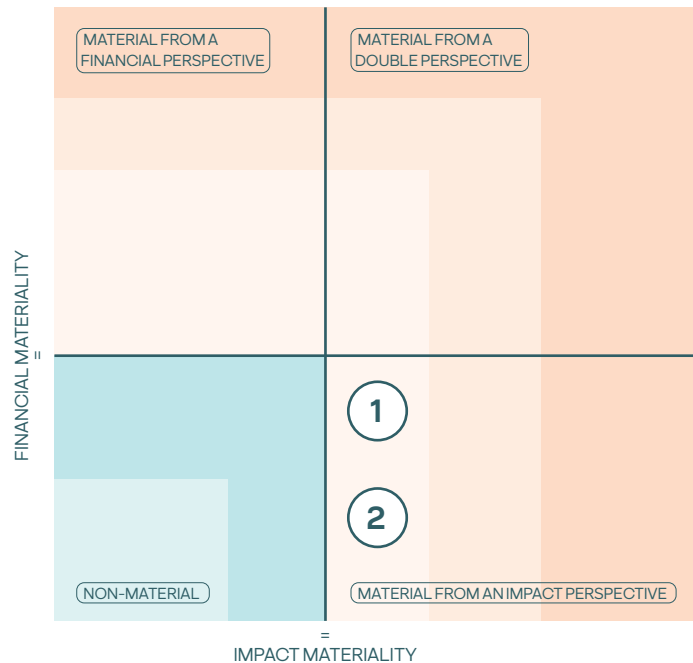 MATERIAL FROM A
FINANCIAL PERSPECTIVE
MATERIAL FROM A
DOUBLE PERSPECTIVE
FINANCIAL MATERIALITY
=
1
2
NON-MATERIAL
MATERIAL FROM AN IMPACT PERSPECTIVE
=
IMPACT MATERIALITY